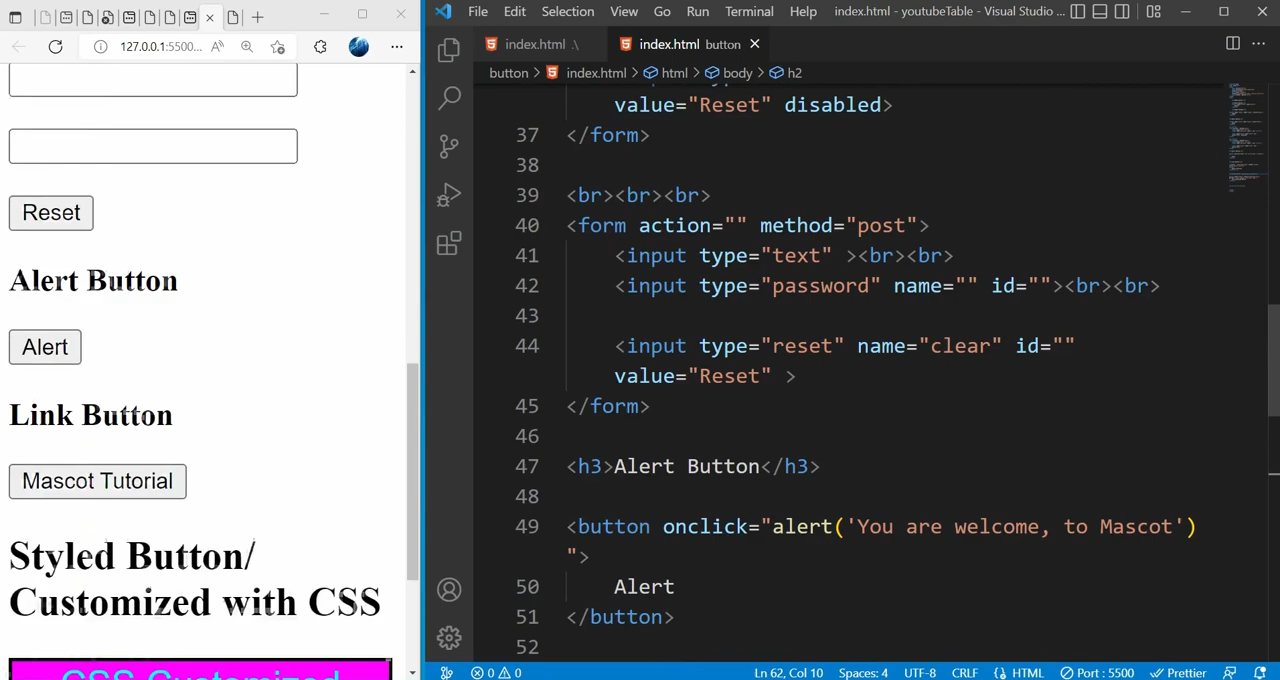 127.0.0.1:5500...
Reset
Alert Button
Alert
Link Button
Mascot Tutorial
Styled Button/
Customized with CSS
CSS Customized
File Edit Selection View Go Run Terminal Help index.html - youtubeTable - Visual Studio ...
index.html .\ index.html button
button > index.html > html > body > h2
value="Reset" disabled>
37 </form>
38
39 <br><br><br>
40 <form action="" method="post">
41 <input type="text" ><br><br>
42 <input type="password" name="" id=""><br><br>
43
44 <input type="reset" name="clear" id=""
value="Reset" >
45 </form>
46
47 <h3>Alert Button</h3>
48
49 <button onclick="alert('You are welcome, to Mascot')
">
50 Alert
51 </button>
52
0 0 Ln 62, Col 10 Spaces: 4 UTF-8 CRLF {} HTML Port : 5500 Prettier